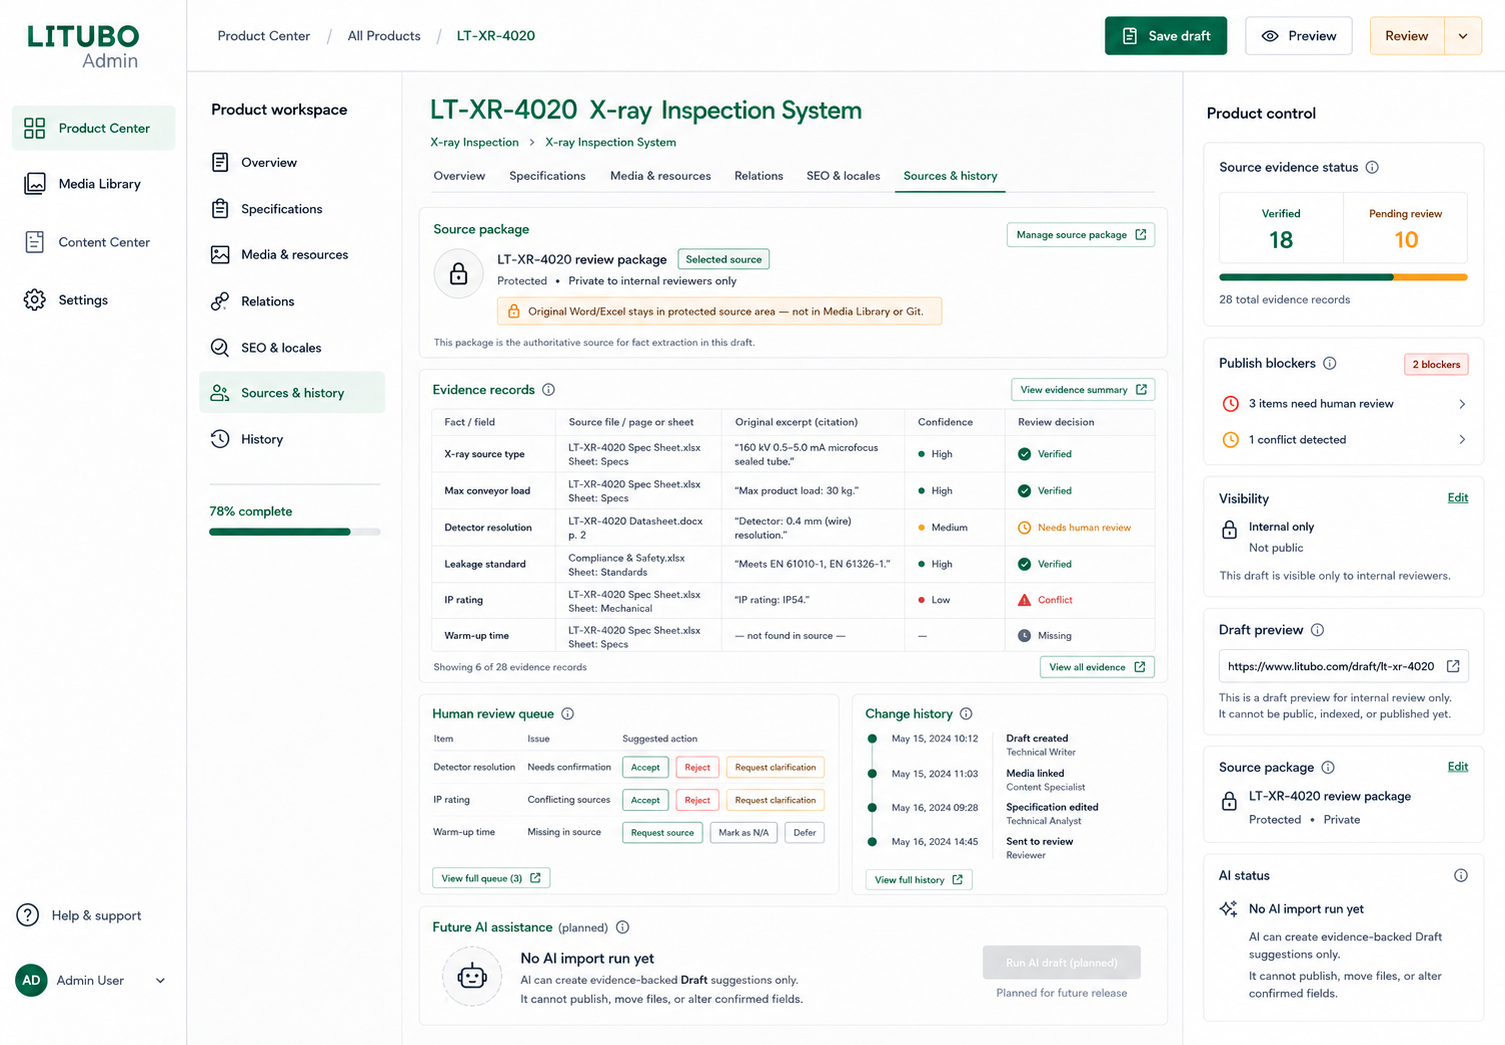 LITUBO
Admin
Product Center
Media Library
Content Center
Settings
Help & support
AD Admin User
Product Center / All Products / LT-XR-4020
Save draft
Preview
Review
Product workspace
Overview
Specifications
Media & resources
Relations
SEO & locales
Sources & history
History
78% complete
LT-XR-4020 X-ray Inspection System
X-ray Inspection > X-ray Inspection System
Overview Specifications Media & resources Relations SEO & locales Sources & history
Source package
Manage source package
LT-XR-4020 review package Selected source
Protected • Private to internal reviewers only
Original Word/Excel stays in protected source area — not in Media Library or Git.
This package is the authoritative source for fact extraction in this draft.
Evidence records
View evidence summary
Fact / field Source file / page or sheet Original excerpt (citation) Confidence Review decision
X-ray source type
LT-XR-4020 Spec Sheet.xlsx
Sheet: Specs
"160 kV 0.5–5.0 mA microfocus
sealed tube."
High
Verified
Max conveyor load
LT-XR-4020 Spec Sheet.xlsx
Sheet: Specs
"Max product load: 30 kg."
High
Verified
Detector resolution
LT-XR-4020 Datasheet.docx
p. 2
"Detector: 0.4 mm (wire)
resolution."
Medium
Needs human review
Leakage standard
Compliance & Safety.xlsx
Sheet: Standards
"Meets EN 61010-1, EN 61326-1."
High
Verified
IP rating
LT-XR-4020 Spec Sheet.xlsx
Sheet: Mechanical
"IP rating: IP54."
Low
Conflict
Warm-up time
LT-XR-4020 Spec Sheet.xlsx
Sheet: Specs
— not found in source —
—
Missing
Showing 6 of 28 evidence records
View all evidence
Human review queue
Item Issue Suggested action
Detector resolution Needs confirmation Accept Reject Request clarification
IP rating Conflicting sources Accept Reject Request clarification
Warm-up time Missing in source Request source Mark as N/A Defer
View full queue (3)
Change history
May 15, 2024 10:12 Draft created
Technical Writer
May 15, 2024 11:03 Media linked
Content Specialist
May 16, 2024 09:28 Specification edited
Technical Analyst
May 16, 2024 14:45 Sent to review
Reviewer
View full history
Future AI assistance (planned)
No AI import run yet
AI can create evidence-backed Draft suggestions only.
It cannot publish, move files, or alter confirmed fields.
Run AI draft (planned)
Planned for future release
Product control
Source evidence status
Verified Pending review
18 10
28 total evidence records
Publish blockers 2 blockers
3 items need human review
1 conflict detected
Visibility Edit
Internal only
Not public
This draft is visible only to internal reviewers.
Draft preview
https://www.litubo.com/draft/lt-xr-4020
This is a draft preview for internal review only.
It cannot be public, indexed, or published yet.
Source package Edit
LT-XR-4020 review package
Protected • Private
AI status
No AI import run yet
AI can create evidence-backed Draft
suggestions only.
It cannot publish, move files, or alter
confirmed fields.